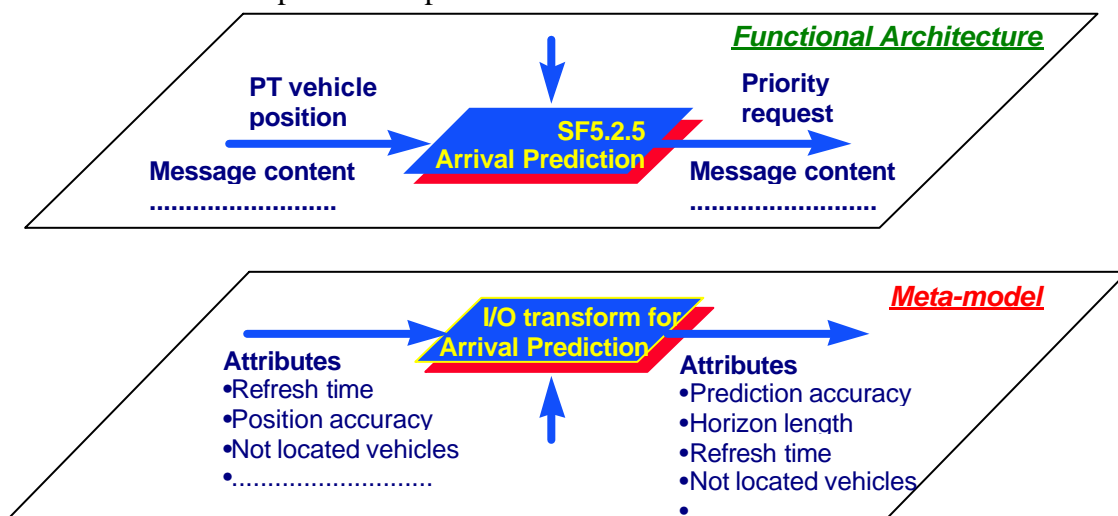 Functional Architecture
PT vehicle
position
Priority
request
SF5.2.5
Arrival Prediction
Message content
..........................
Message content
..........................
Meta-model
I/O transform for
Arrival Prediction
Attributes
•Refresh time
•Position accuracy
•Not located vehicles
•............................
Attributes
•Prediction accuracy
•Horizon length
•Refresh time
•Not located vehicles
•